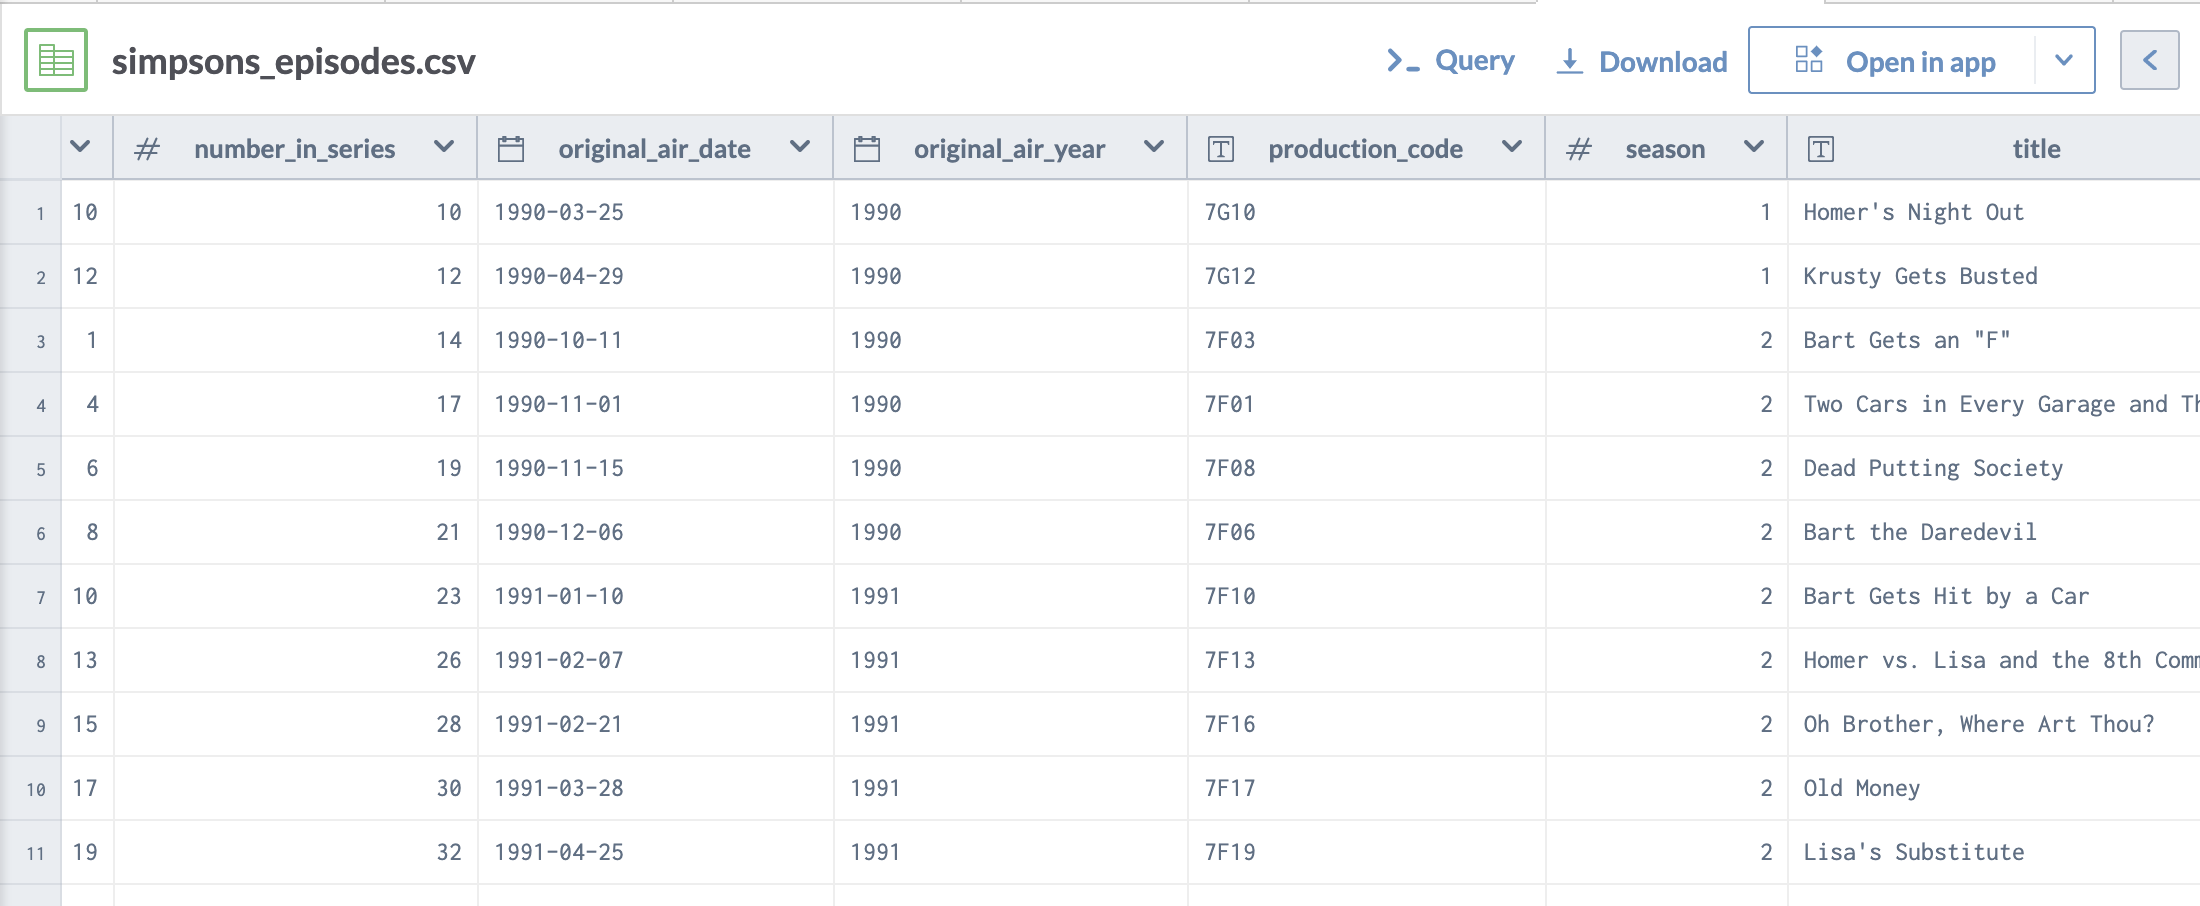 simpsons_episodes.csv Query Download Open in app
# number_in_series original_air_date original_air_year T production_code # season T title
1 10 10 1990-03-25 1990 7G10 1 Homer's Night Out
2 12 12 1990-04-29 1990 7G12 1 Krusty Gets Busted
3 1 14 1990-10-11 1990 7F03 2 Bart Gets an "F"
4 4 17 1990-11-01 1990 7F01 2 Two Cars in Every Garage and Th
5 6 19 1990-11-15 1990 7F08 2 Dead Putting Society
6 8 21 1990-12-06 1990 7F06 2 Bart the Daredevil
7 10 23 1991-01-10 1991 7F10 2 Bart Gets Hit by a Car
8 13 26 1991-02-07 1991 7F13 2 Homer vs. Lisa and the 8th Comm
9 15 28 1991-02-21 1991 7F16 2 Oh Brother, Where Art Thou?
10 17 30 1991-03-28 1991 7F17 2 Old Money
11 19 32 1991-04-25 1991 7F19 2 Lisa's Substitute